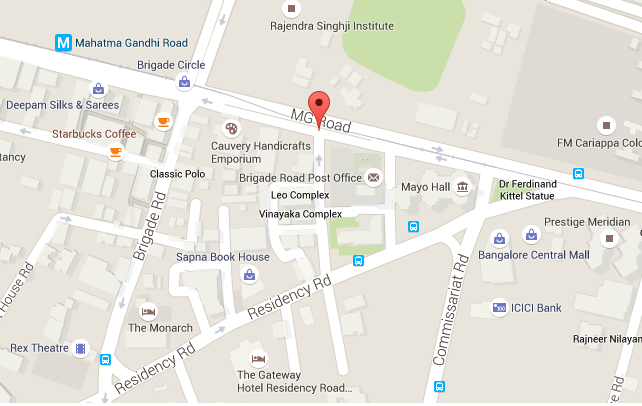 Rajendra Singhji Institute
M
Mahatma Gandhi Road
Brigade Circle
Deepam Silks & Sarees
MG Road
Starbucks Coffee
Cauvery Handicrafts
Emporium
FM Cariappa Colo
tancy
Classic Polo
Brigade Road Post Office
Mayo Hall
Dr Ferdinand
Kittel Statue
Leo Complex
Vinayaka Complex
Brigade Rd
Prestige Meridian
Sapna Book House
Bangalore Central Mall
House Rd
Residency Rd
Commissariat Rd
ICICI Bank
The Monarch
Rex Theatre
Residency Rd
Rajneer Nilayan
The Gateway
Hotel Residency Road...
e Rd